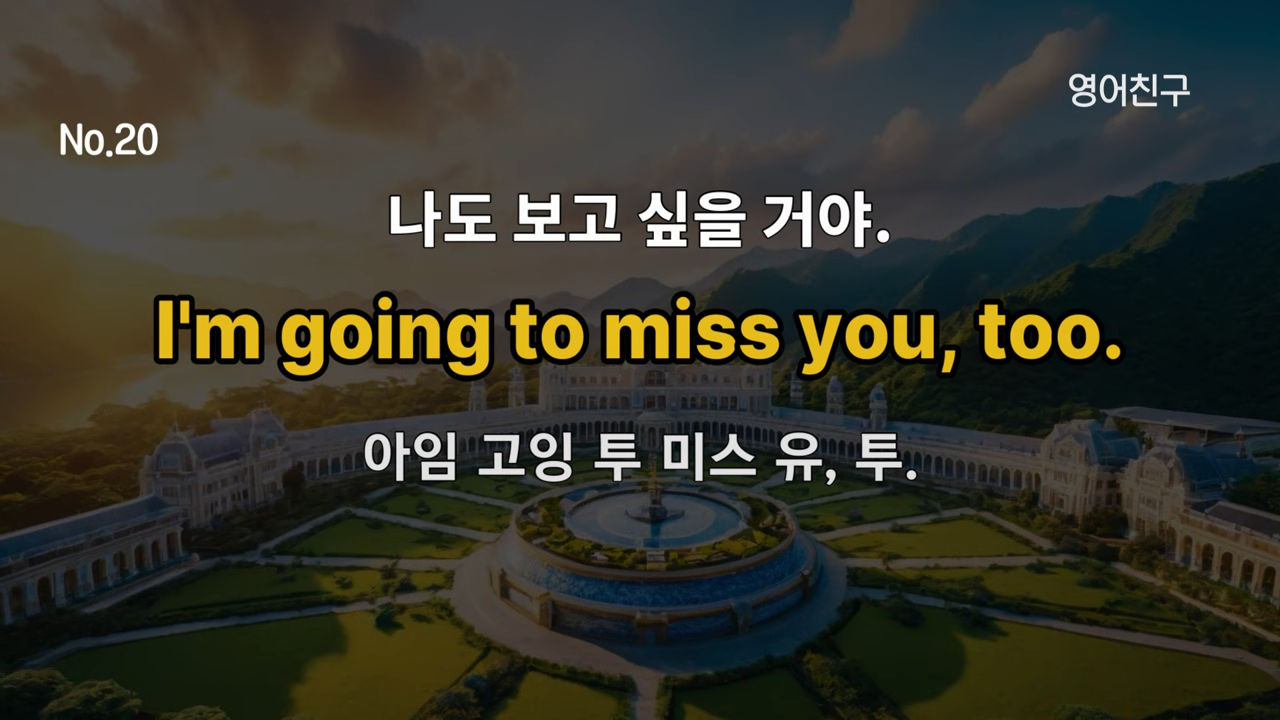 영어친구
No.20
나도 보고 싶을 거야.
I'm going to miss you, too.
아임 고잉 투 미스 유, 투.